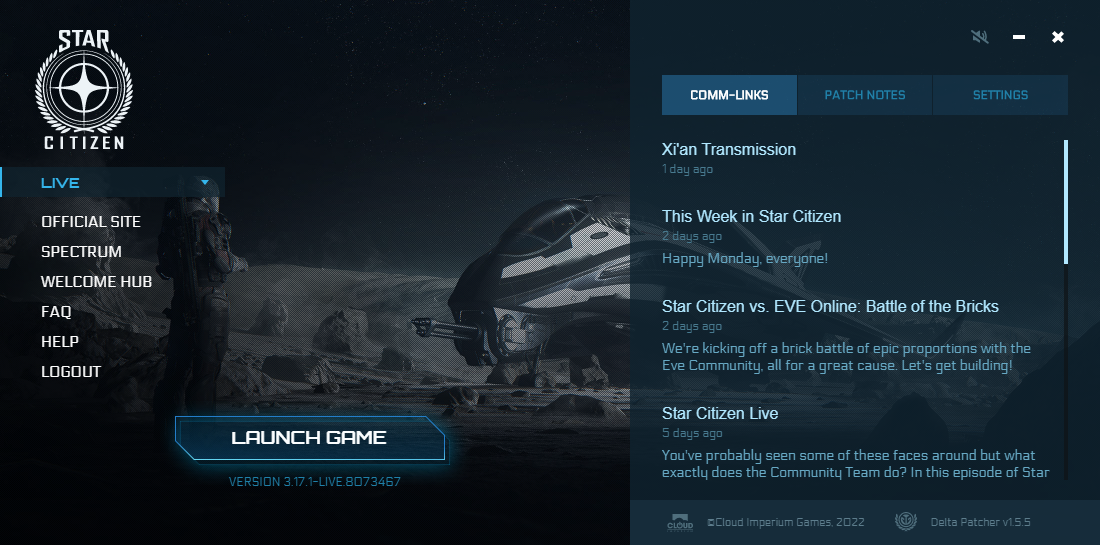 STAR
CITIZEN
LIVE
OFFICIAL SITE
SPECTRUM
WELCOME HUB
FAQ
HELP
LOGOUT
LAUNCH GAME
VERSION 3.17.1-LIVE.8073467
COMM-LINKS
PATCH NOTES
SETTINGS
Xi'an Transmission
1 day ago
This Week in Star Citizen
2 days ago
Happy Monday, everyone!
Star Citizen vs. EVE Online: Battle of the Bricks
2 days ago
We're kicking off a brick battle of epic proportions with the
Eve Community, all for a great cause. Let's get building!
Star Citizen Live
5 days ago
You've probably seen some of these faces around but what
exactly does the Community Team do? In this episode of Star
CLOUD
©Cloud Imperium Games, 2022
Delta Patcher v1.5.5